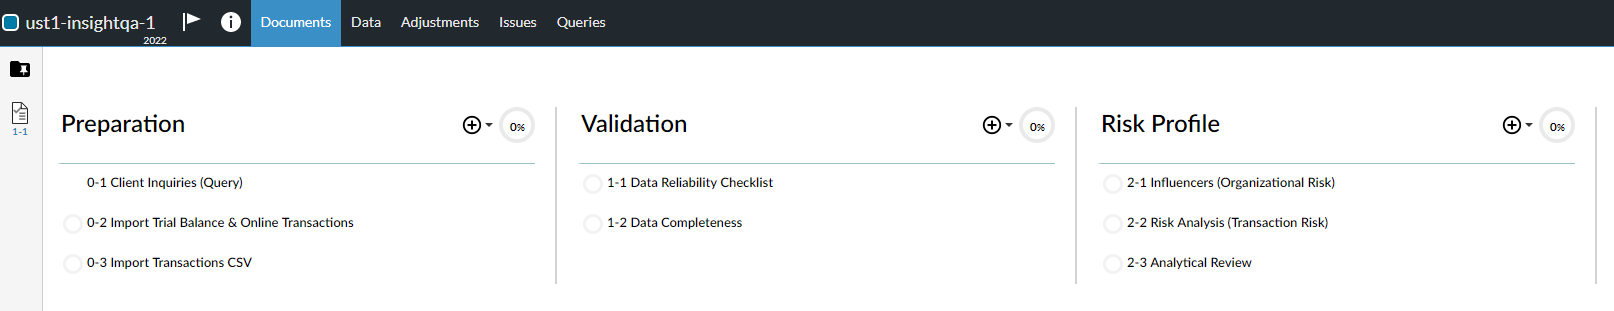 ust1-insightqa-1
2022
Documents Data Adjustments Issues Queries
1-1
Preparation 0%
0-1 Client Inquiries (Query)
0-2 Import Trial Balance & Online Transactions
0-3 Import Transactions CSV
Validation 0%
1-1 Data Reliability Checklist
1-2 Data Completeness
Risk Profile 0%
2-1 Influencers (Organizational Risk)
2-2 Risk Analysis (Transaction Risk)
2-3 Analytical Review